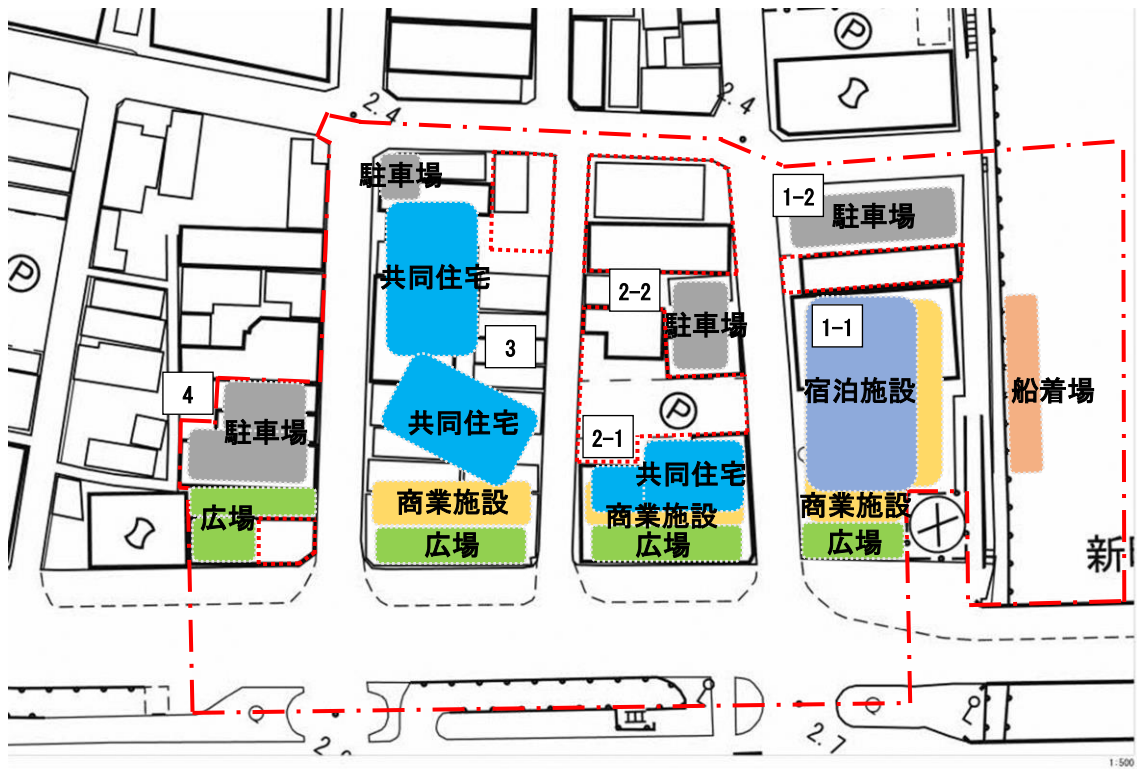 P
2.4
2.4
駐車場
1-2
駐車場
共同住宅
2-2
駐車場
P
1-1
宿泊施設
船着場
3
4
駐車場
共同住宅
P
2-1
共同住宅
広場
商業施設
商業施設
商業施設
広場
広場
広場
新
2.7
1:500